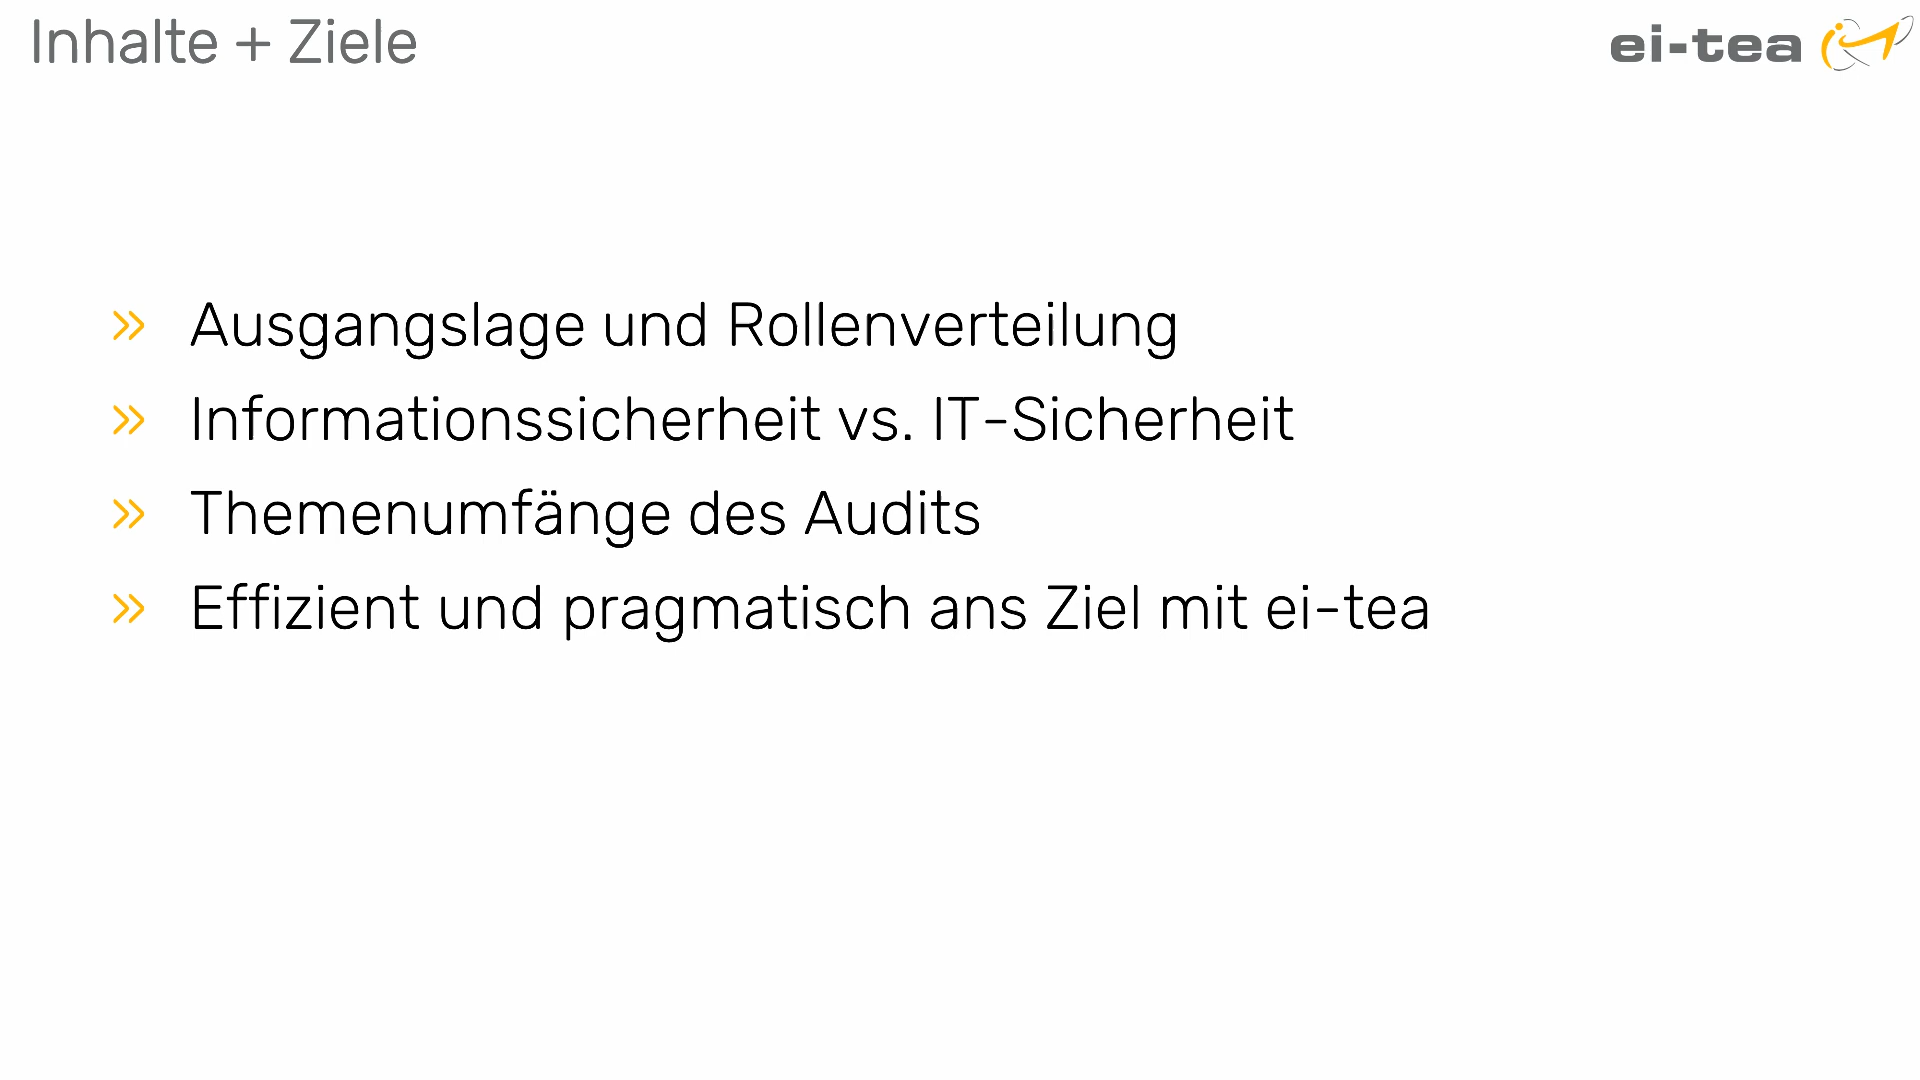 Inhalte + Ziele
ei-tea
» Ausgangslage und Rollenverteilung
» Informationssicherheit vs. IT-Sicherheit
» Themenumfänge des Audits
» Effizient und pragmatisch ans Ziel mit ei-tea